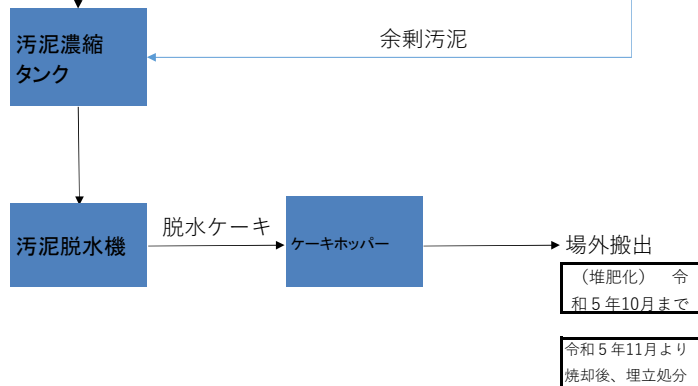 汚泥濃縮
タンク
余剰汚泥
汚泥脱水機
脱水ケーキ
ケーキホッパー
場外搬出
（堆肥化）　令
和５年10月まで
令和５年11月より
焼却後、埋立処分